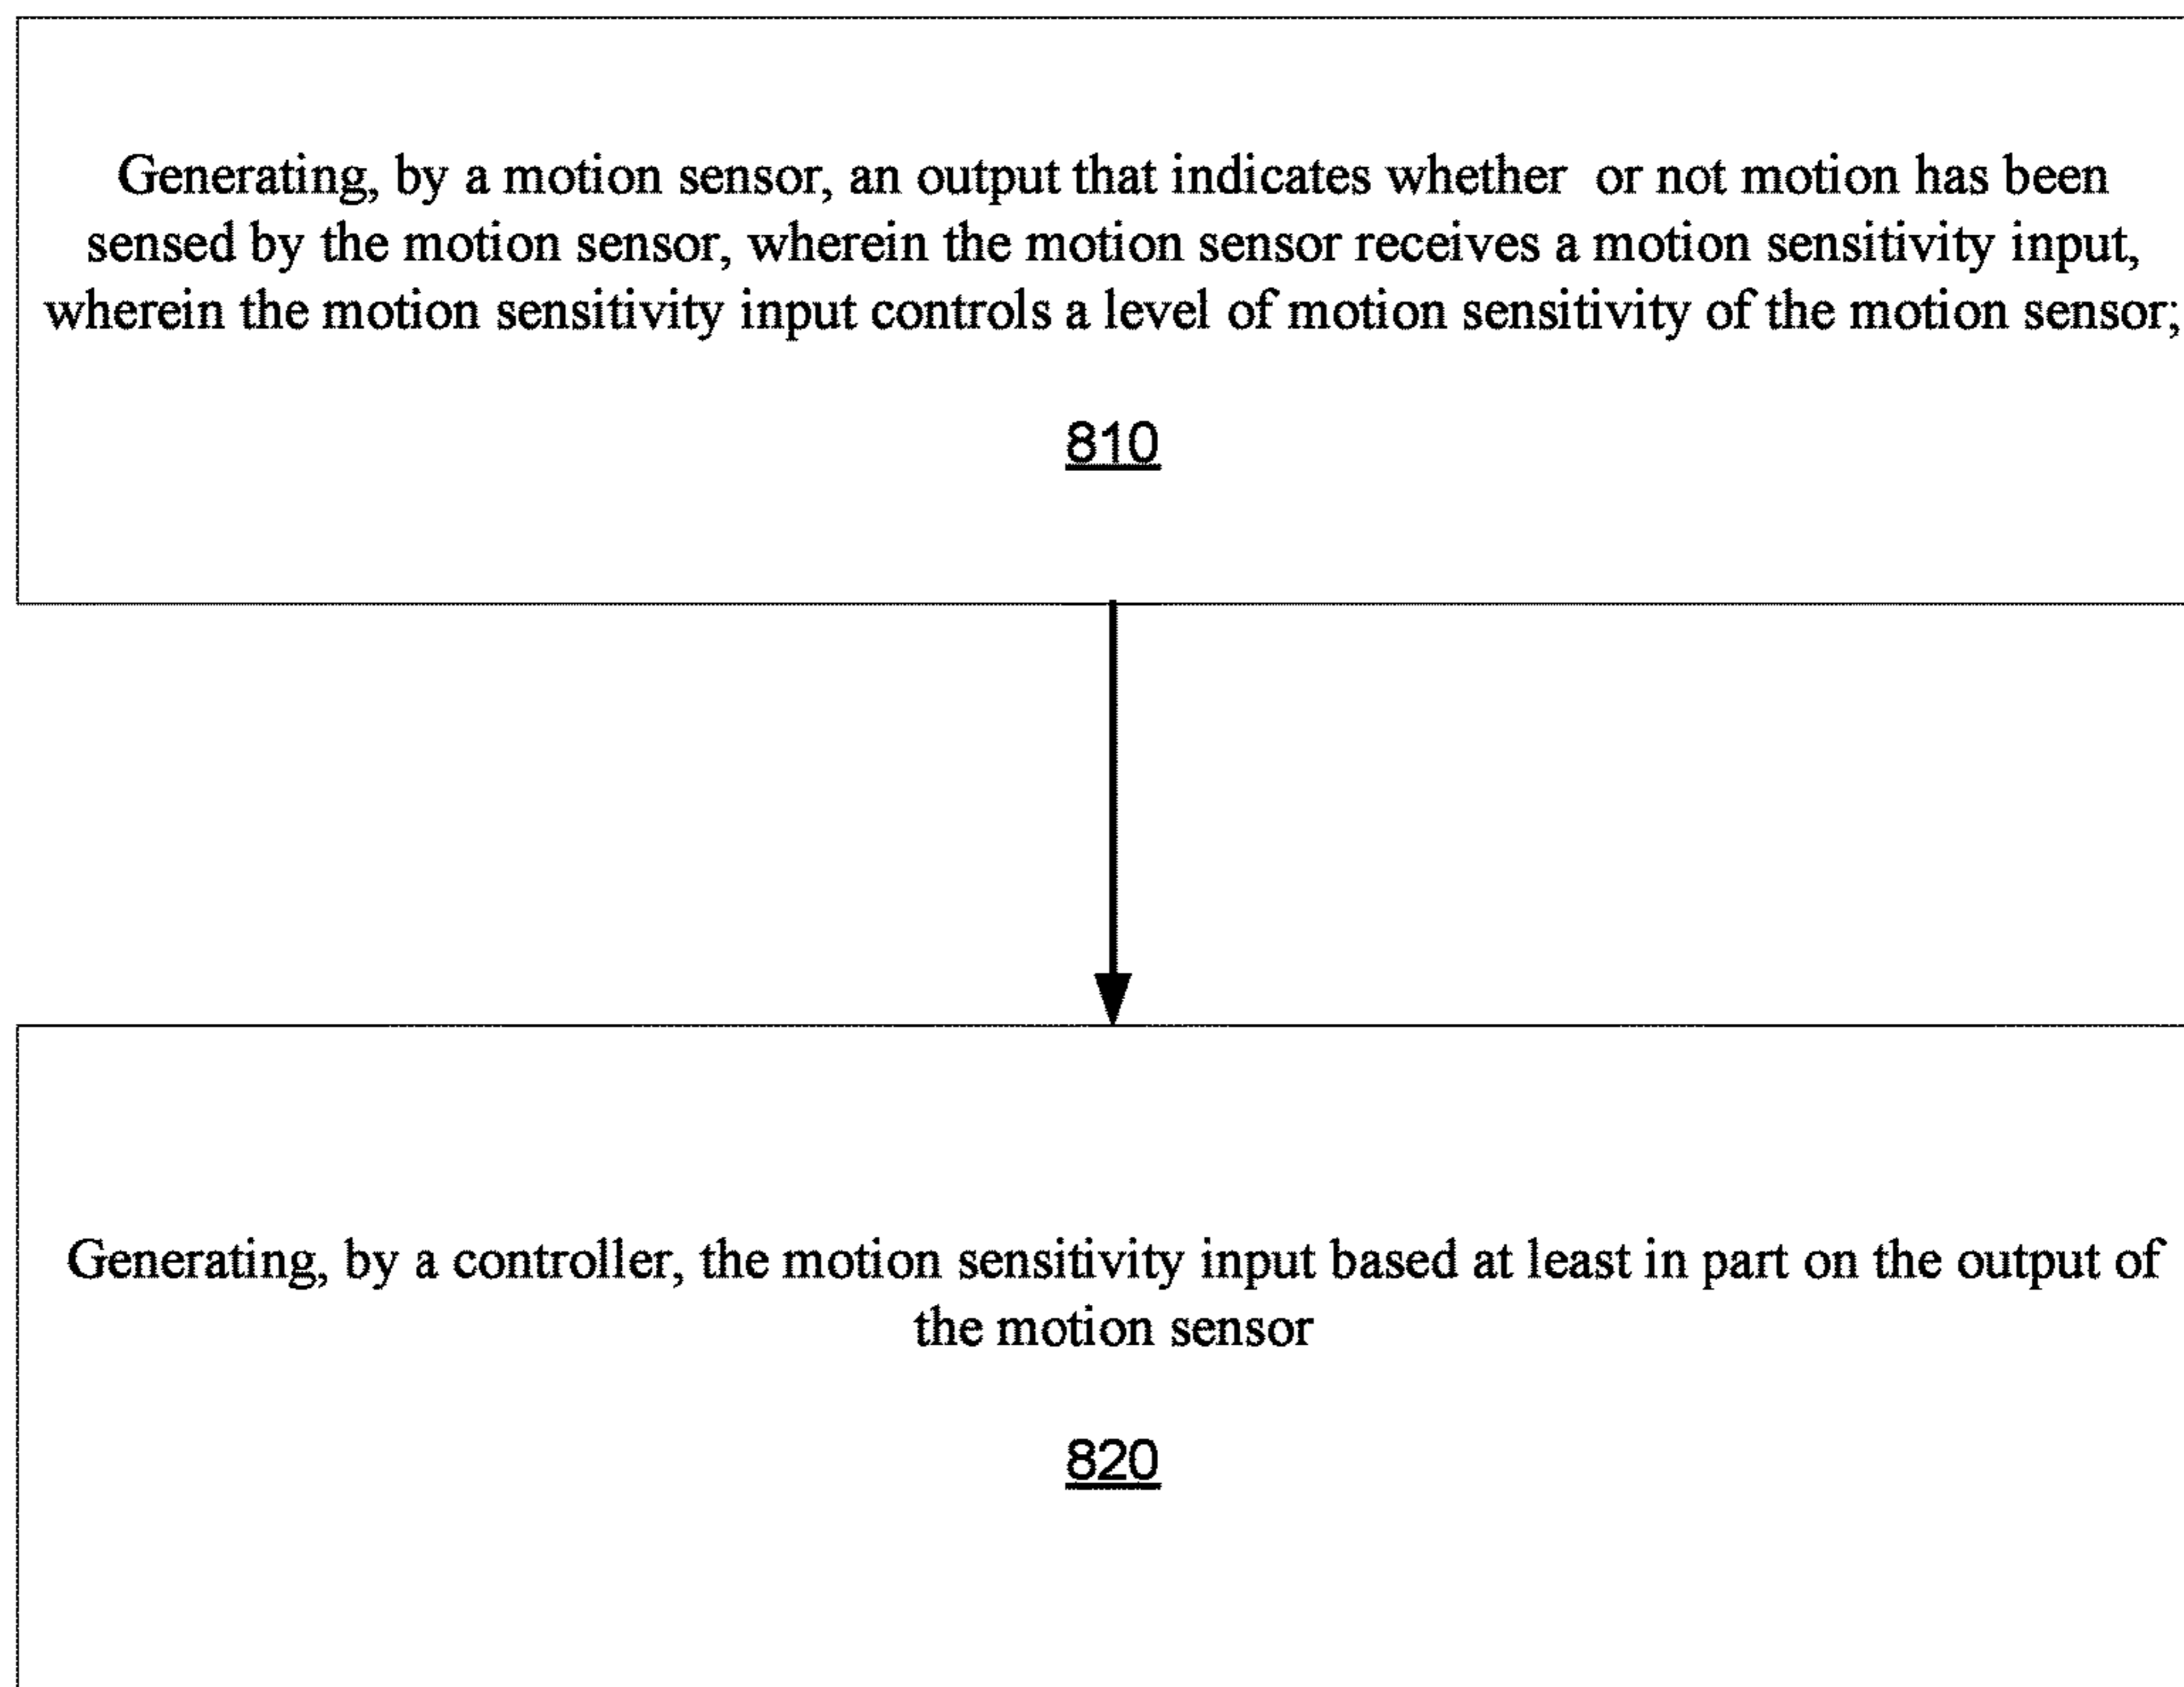 Generating, by a motion sensor, an output that indicates whether or not motion has been
sensed by the motion sensor, wherein the motion sensor receives a motion sensitivity input,
wherein the motion sensitivity input controls a level of motion sensitivity of the motion sensor;
810
Generating, by a controller, the motion sensitivity input based at least in part on the output of
the motion sensor
820